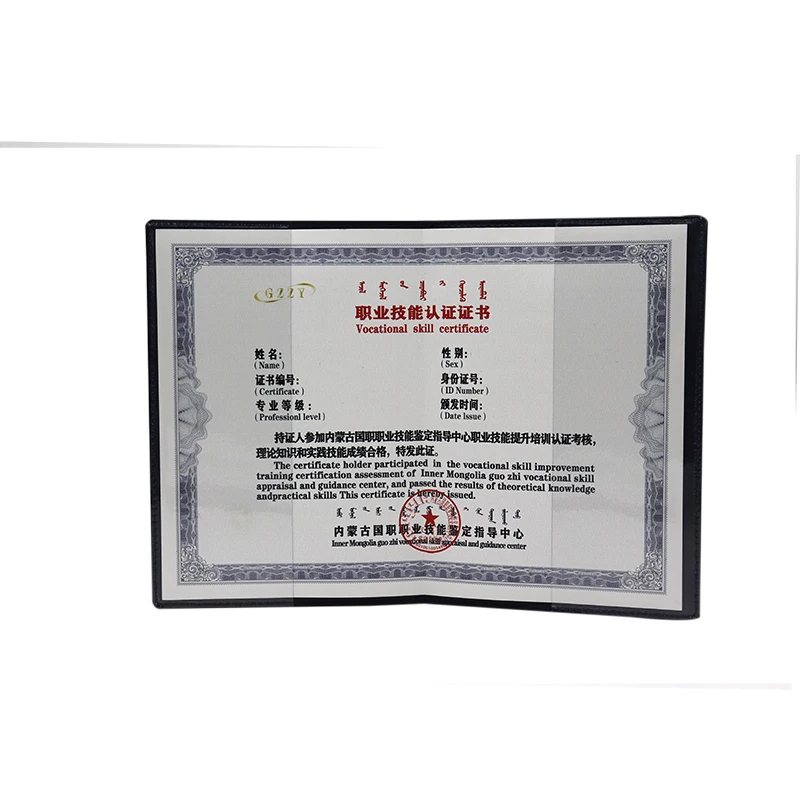 GZZY
职业技能认证证书
Vocational skill certificate
姓名：
( Name )
性别：
( Sex )
证书编号：
( Certificate )
身份证号：
( ID Number )
专业等级：
( Professionl level )
颁发时间：
( Date lssue )
持证人参加内蒙古国职职业技能鉴定指导中心职业技能提升培训认证考核，
理论知识和实践技能成绩合格，特发此证。
The certificate holder participated in the vocational skill improvement
training certification assessment of Inner Mongolia guo zhi vocational skill
appraisal and guidance center, and passed the results of theoretical knowledge
andpractical skills This certificate is hereby issued.
内蒙古国职职业技能鉴定指导中心
Inner Mongolia guo zhi vocational skill appraisal and guidance center